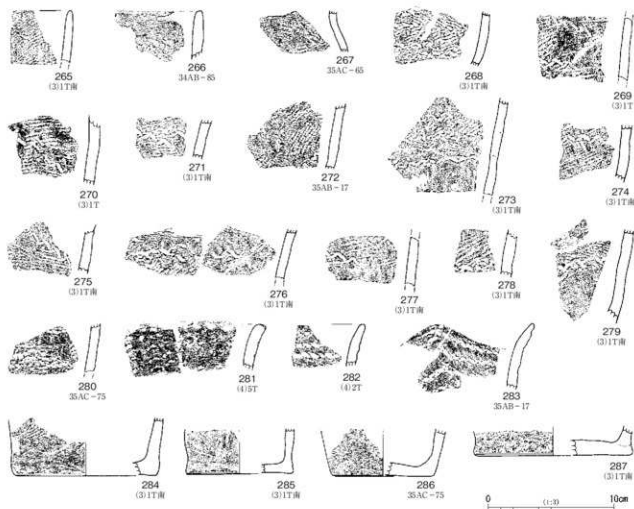 265
(3)1T南
266
34AB-85
267
35AC-65
268
(3)1T南
269
(3)1T
270
(3)1T
271
(3)1T南
272
35AB-17
273
(3)1T南
274
(3)1T南
275
(3)1T南
276
(3)1T南
277
(3)1T南
278
(3)1T南
279
(3)1T南
280
35AC-75
281
(4)5T
282
(4)2T
283
35AB-17
284
(3)1T南
285
(3)1T南
286
35AC-75
287
(3)1T南
0 (1:3) 10cm